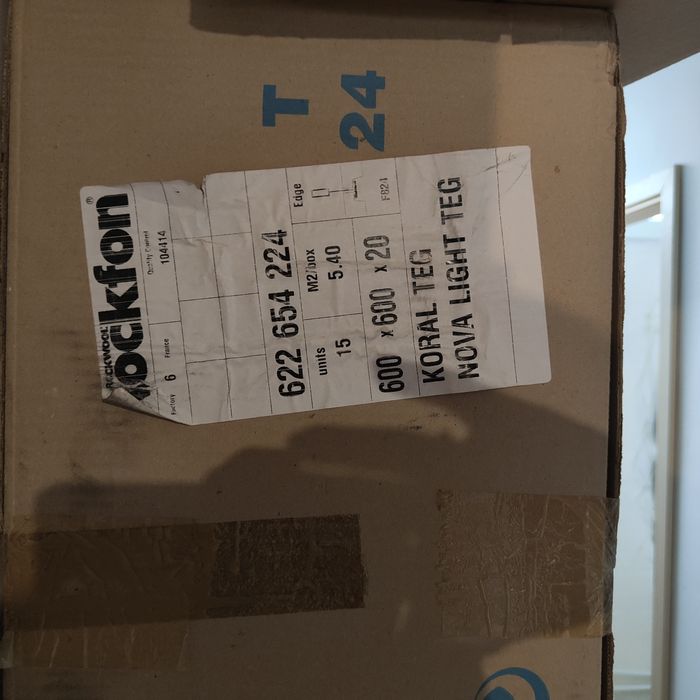 T
24
ROCKWOOL
Rockfon®
Factory 6 France
Quality Control 104414
622 654 224
units 15
M2/box 5.40
Edge
600 x 600 x 20
F624
KORAL TEG
NOVA LIGHT TEG